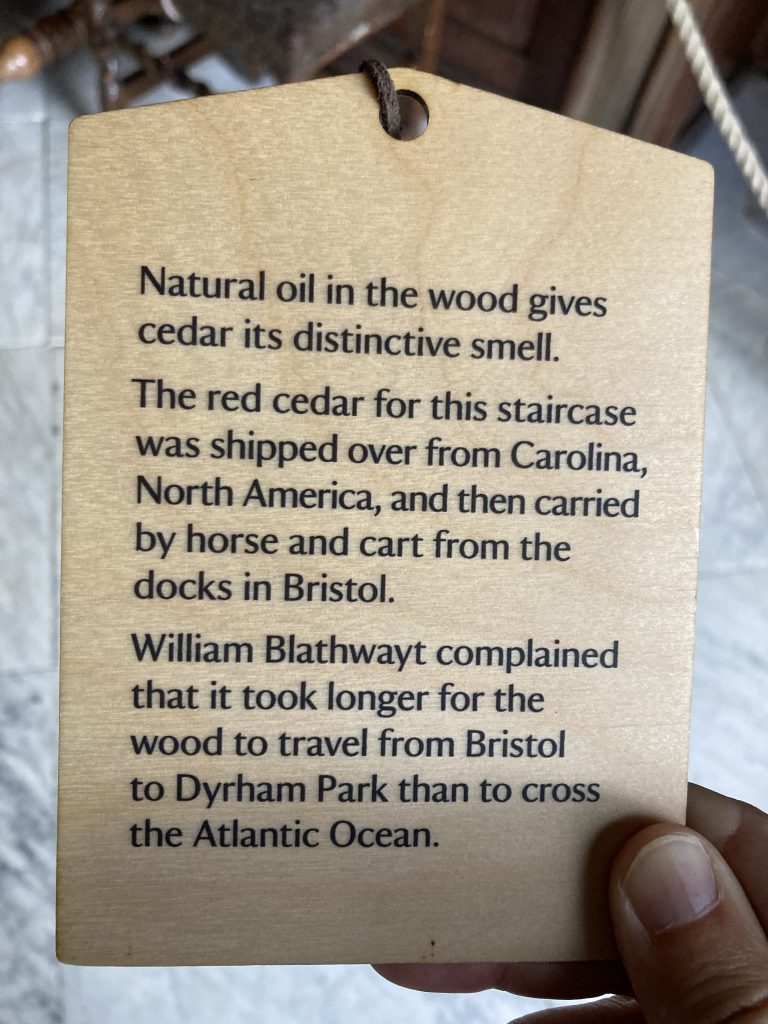 Natural oil in the wood gives
cedar its distinctive smell.
The red cedar for this staircase
was shipped over from Carolina,
North America, and then carried
by horse and cart from the
docks in Bristol.
William Blathwayt complained
that it took longer for the
wood to travel from Bristol
to Dyrham Park than to cross
the Atlantic Ocean.